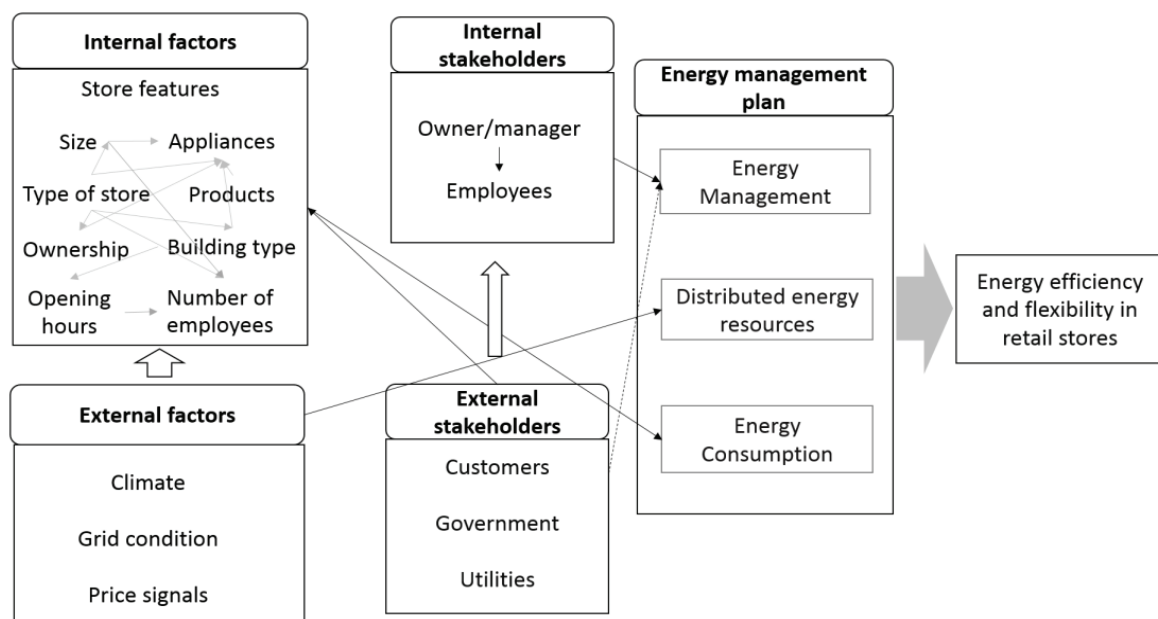 Internal factors
Store features
Size
Appliances
Type of store
Products
Ownership
Building type
Opening
hours
Number of
employees
External factors
Climate
Grid condition
Price signals
Internal
stakeholders
Owner/manager
Employees
External
stakeholders
Customers
Government
Utilities
Energy management
plan
Energy
Management
Distributed energy
resources
Energy
Consumption
Energy efficiency
and flexibility in
retail stores